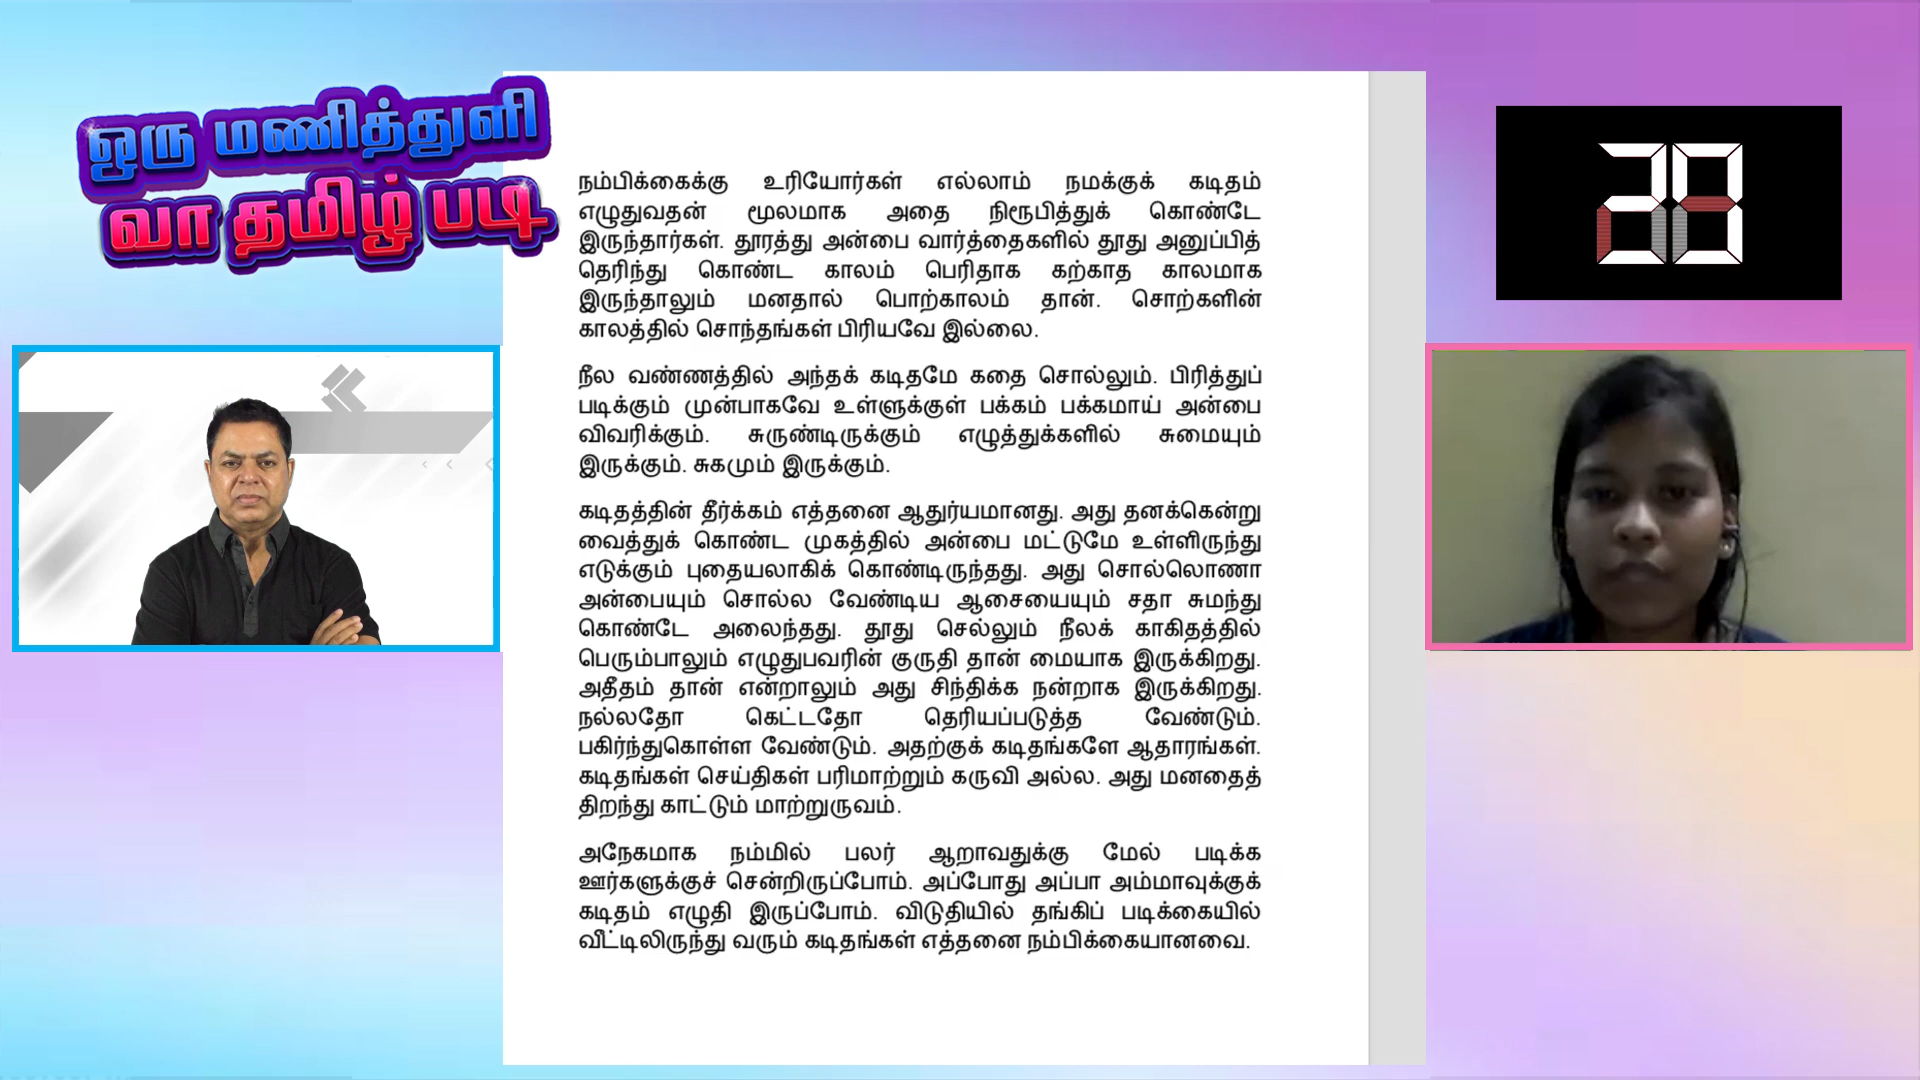 ஒரு மணித்துளி
வா தமிழ் படி
நம்பிக்கைக்கு உரியோர்கள் எல்லாம் நமக்குக் கடிதம்
எழுதுவதன் மூலமாக அதை நிரூபித்துக் கொண்டே
இருந்தார்கள். தூரத்து அன்பை வார்த்தைகளில் தூது அனுப்பித்
தெரிந்து கொண்ட காலம் பெரிதாக கற்காத காலமாக
இருந்தாலும் மனதால் பொற்காலம் தான். சொற்களின்
காலத்தில் சொந்தங்கள் பிரியவே இல்லை.
நீல வண்ணத்தில் அந்தக் கடிதமே கதை சொல்லும். பிரித்துப்
படிக்கும் முன்பாகவே உள்ளுக்குள் பக்கம் பக்கமாய் அன்பை
விவரிக்கும். சுருண்டிருக்கும் எழுத்துக்களில் சுமையும்
இருக்கும். சுகமும் இருக்கும்.
கடிதத்தின் தீர்க்கம் எத்தனை ஆதுர்யமானது. அது தனக்கென்று
வைத்துக் கொண்ட முகத்தில் அன்பை மட்டுமே உள்ளிருந்து
எடுக்கும் புதையலாகிக் கொண்டிருந்தது. அது சொல்லொணா
அன்பையும் சொல்ல வேண்டிய ஆசையையும் சதா சுமந்து
கொண்டே அலைந்தது. தூது செல்லும் நீலக் காகிதத்தில்
பெரும்பாலும் எழுதுபவரின் குருதி தான் மையாக இருக்கிறது.
அதீதம் தான் என்றாலும் அது சிந்திக்க நன்றாக இருக்கிறது.
நல்லதோ கெட்டதோ தெரியப்படுத்த வேண்டும்.
பகிர்ந்துகொள்ள வேண்டும். அதற்குக் கடிதங்களே ஆதாரங்கள்.
கடிதங்கள் செய்திகள் பரிமாற்றும் கருவி அல்ல. அது மனதைத்
திறந்து காட்டும் மாற்றுருவம்.
அநேகமாக நம்மில் பலர் ஆறாவதுக்கு மேல் படிக்க
ஊர்களுக்குச் சென்றிருப்போம். அப்போது அப்பா அம்மாவுக்குக்
கடிதம் எழுதி இருப்போம். விடுதியில் தங்கிப் படிக்கையில்
வீட்டிலிருந்து வரும் கடிதங்கள் எத்தனை நம்பிக்கையானவை.